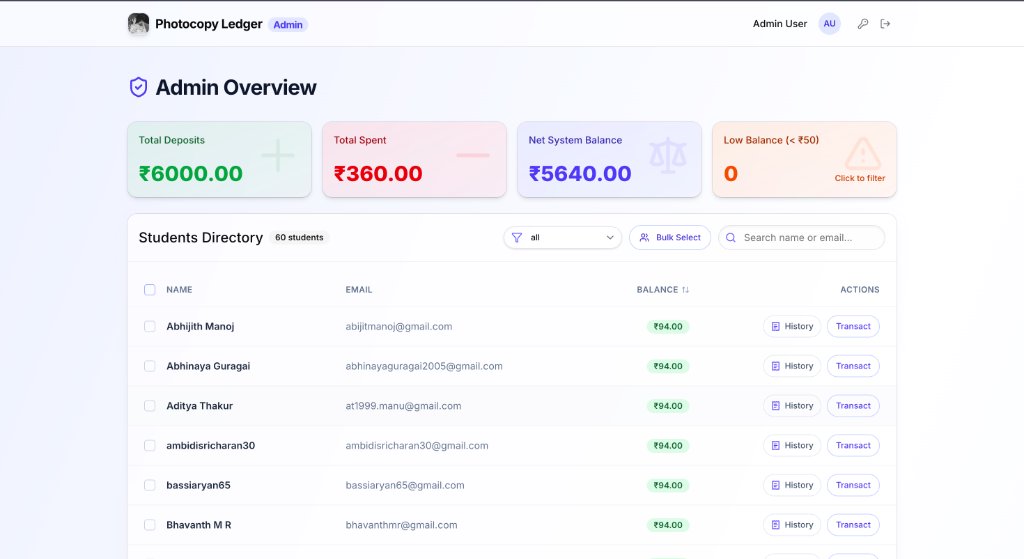 Photocopy Ledger Admin
Admin User AU
Admin Overview
Total Deposits
₹6000.00
Total Spent
₹360.00
Net System Balance
₹5640.00
Low Balance (< ₹50)
0
Click to filter
Students Directory 60 students
all
Bulk Select
Search name or email...
NAME EMAIL BALANCE ↑↓ ACTIONS
Abhijith Manoj abijitmanoj@gmail.com ₹94.00 History Transact
Abhinaya Guragai abhinayaguragai2005@gmail.com ₹94.00 History Transact
Aditya Thakur at1999.manu@gmail.com ₹94.00 History Transact
ambidisricharan30 ambidisricharan30@gmail.com ₹94.00 History Transact
bassiaryan65 bassiaryan65@gmail.com ₹94.00 History Transact
Bhavanth M R bhavanthmr@gmail.com ₹94.00 History Transact